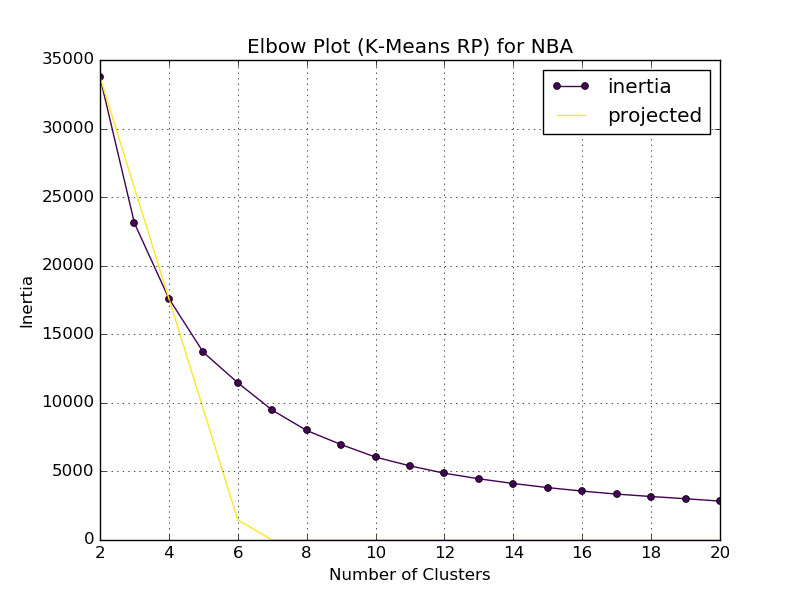 Elbow Plot (K-Means RP) for NBA
35000
30000
25000
20000
15000
10000
5000
0
Inertia
inertia
projected
2 4 6 8 10 12 14 16 18 20
Number of Clusters